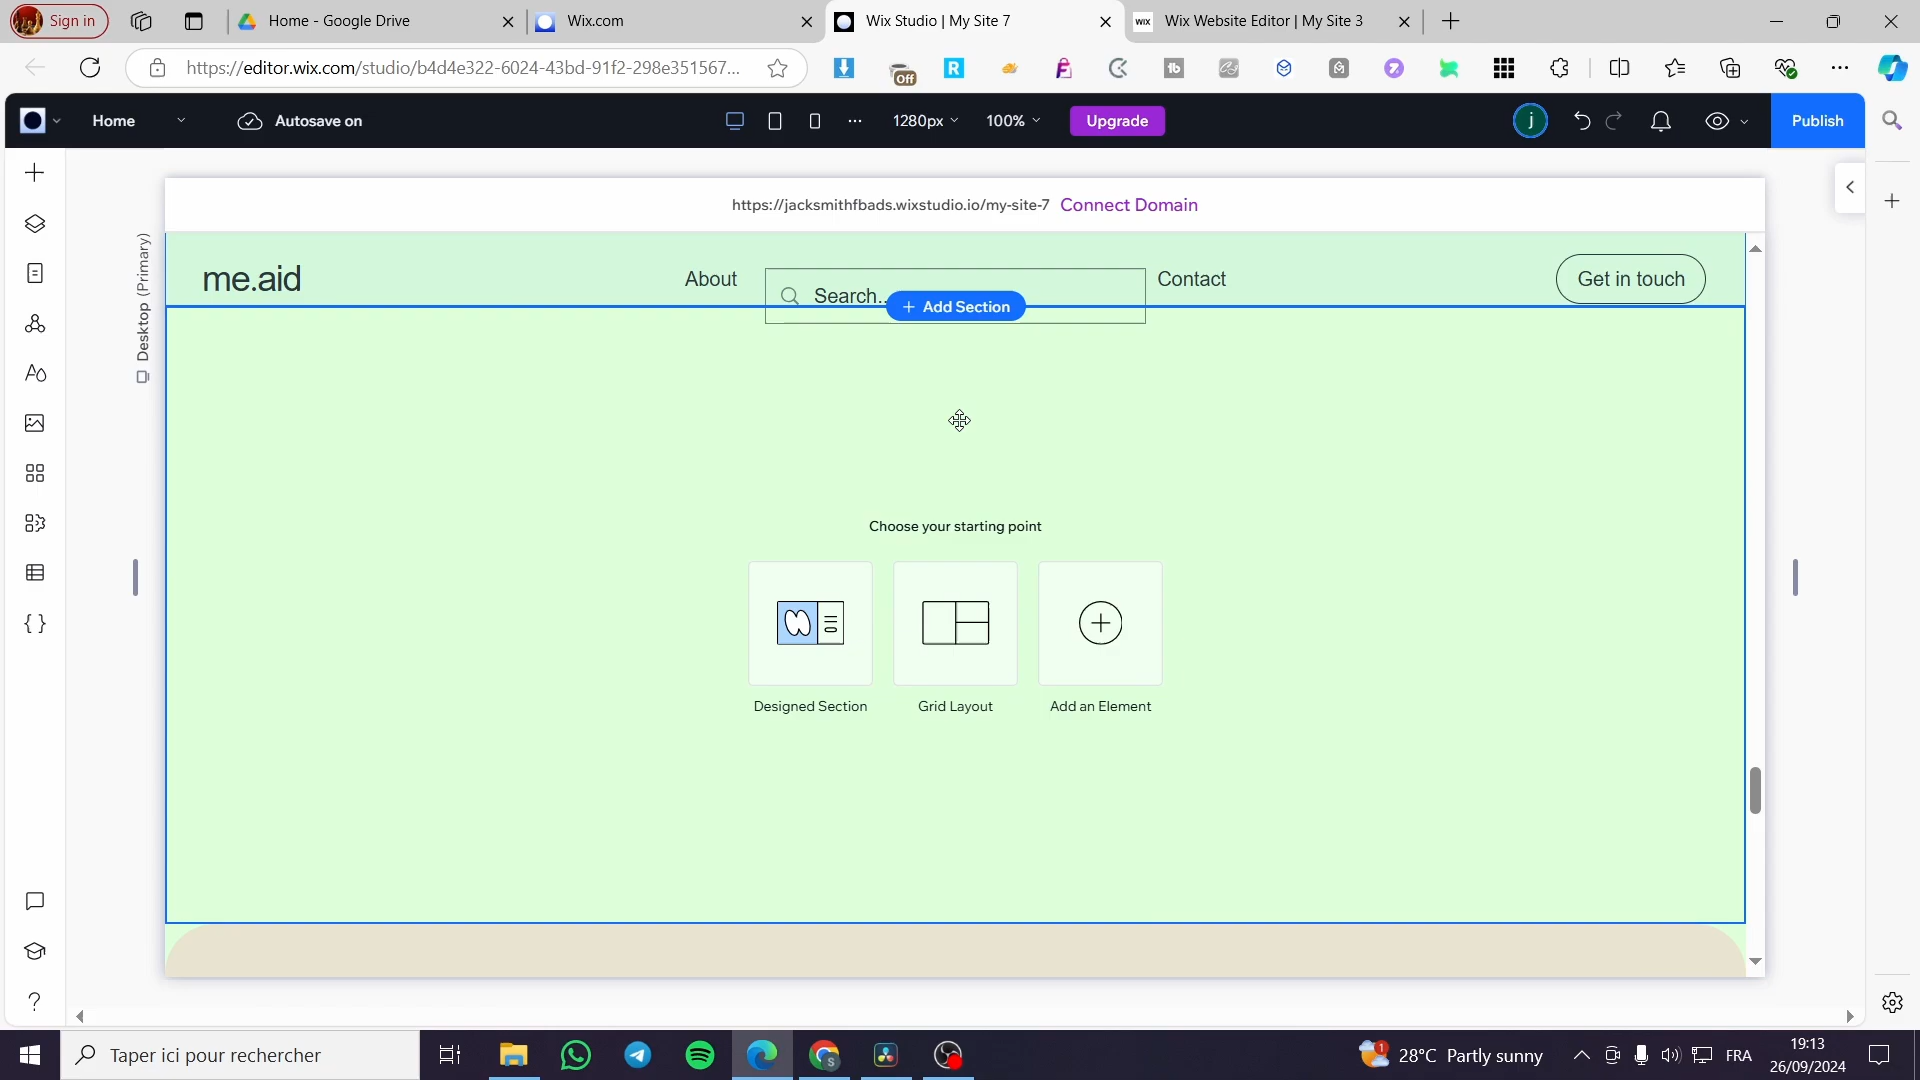 Sign in
Home - Google Drive
Wix.com
Wix Studio | My Site 7
WIX
Wix Website Editor | My Site 3
https://editor.wix.com/studio/b4d4e322-6024-43bd-91f2-298e351567...
Off
Home
Autosave on
1280px
100%
Upgrade
j
Publish
https://jacksmithfbads.wixstudio.io/my-site-7 Connect Domain
Desktop (Primary)
me.aid
About
Search...
Contact
Get in touch
+ Add Section
Choose your starting point
Designed Section
Grid Layout
Add an Element
Taper ici pour rechercher
28°C Partly sunny
FRA
19:13
26/09/2024